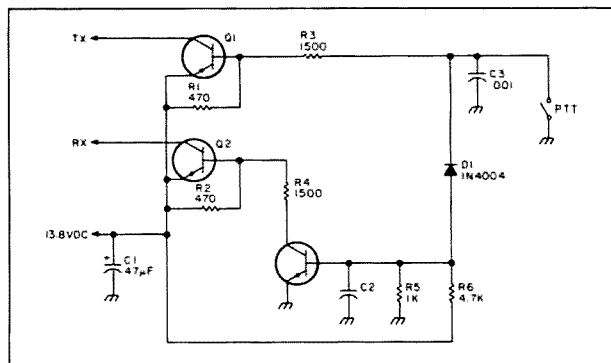 TX
Q1
R3
1500
R1
470
C3
.001
PTT
RX
Q2
R4
1500
D1
1N4004
R2
470
13.8VDC
+
C1
47µF
C2
R5
1K
R6
4.7K